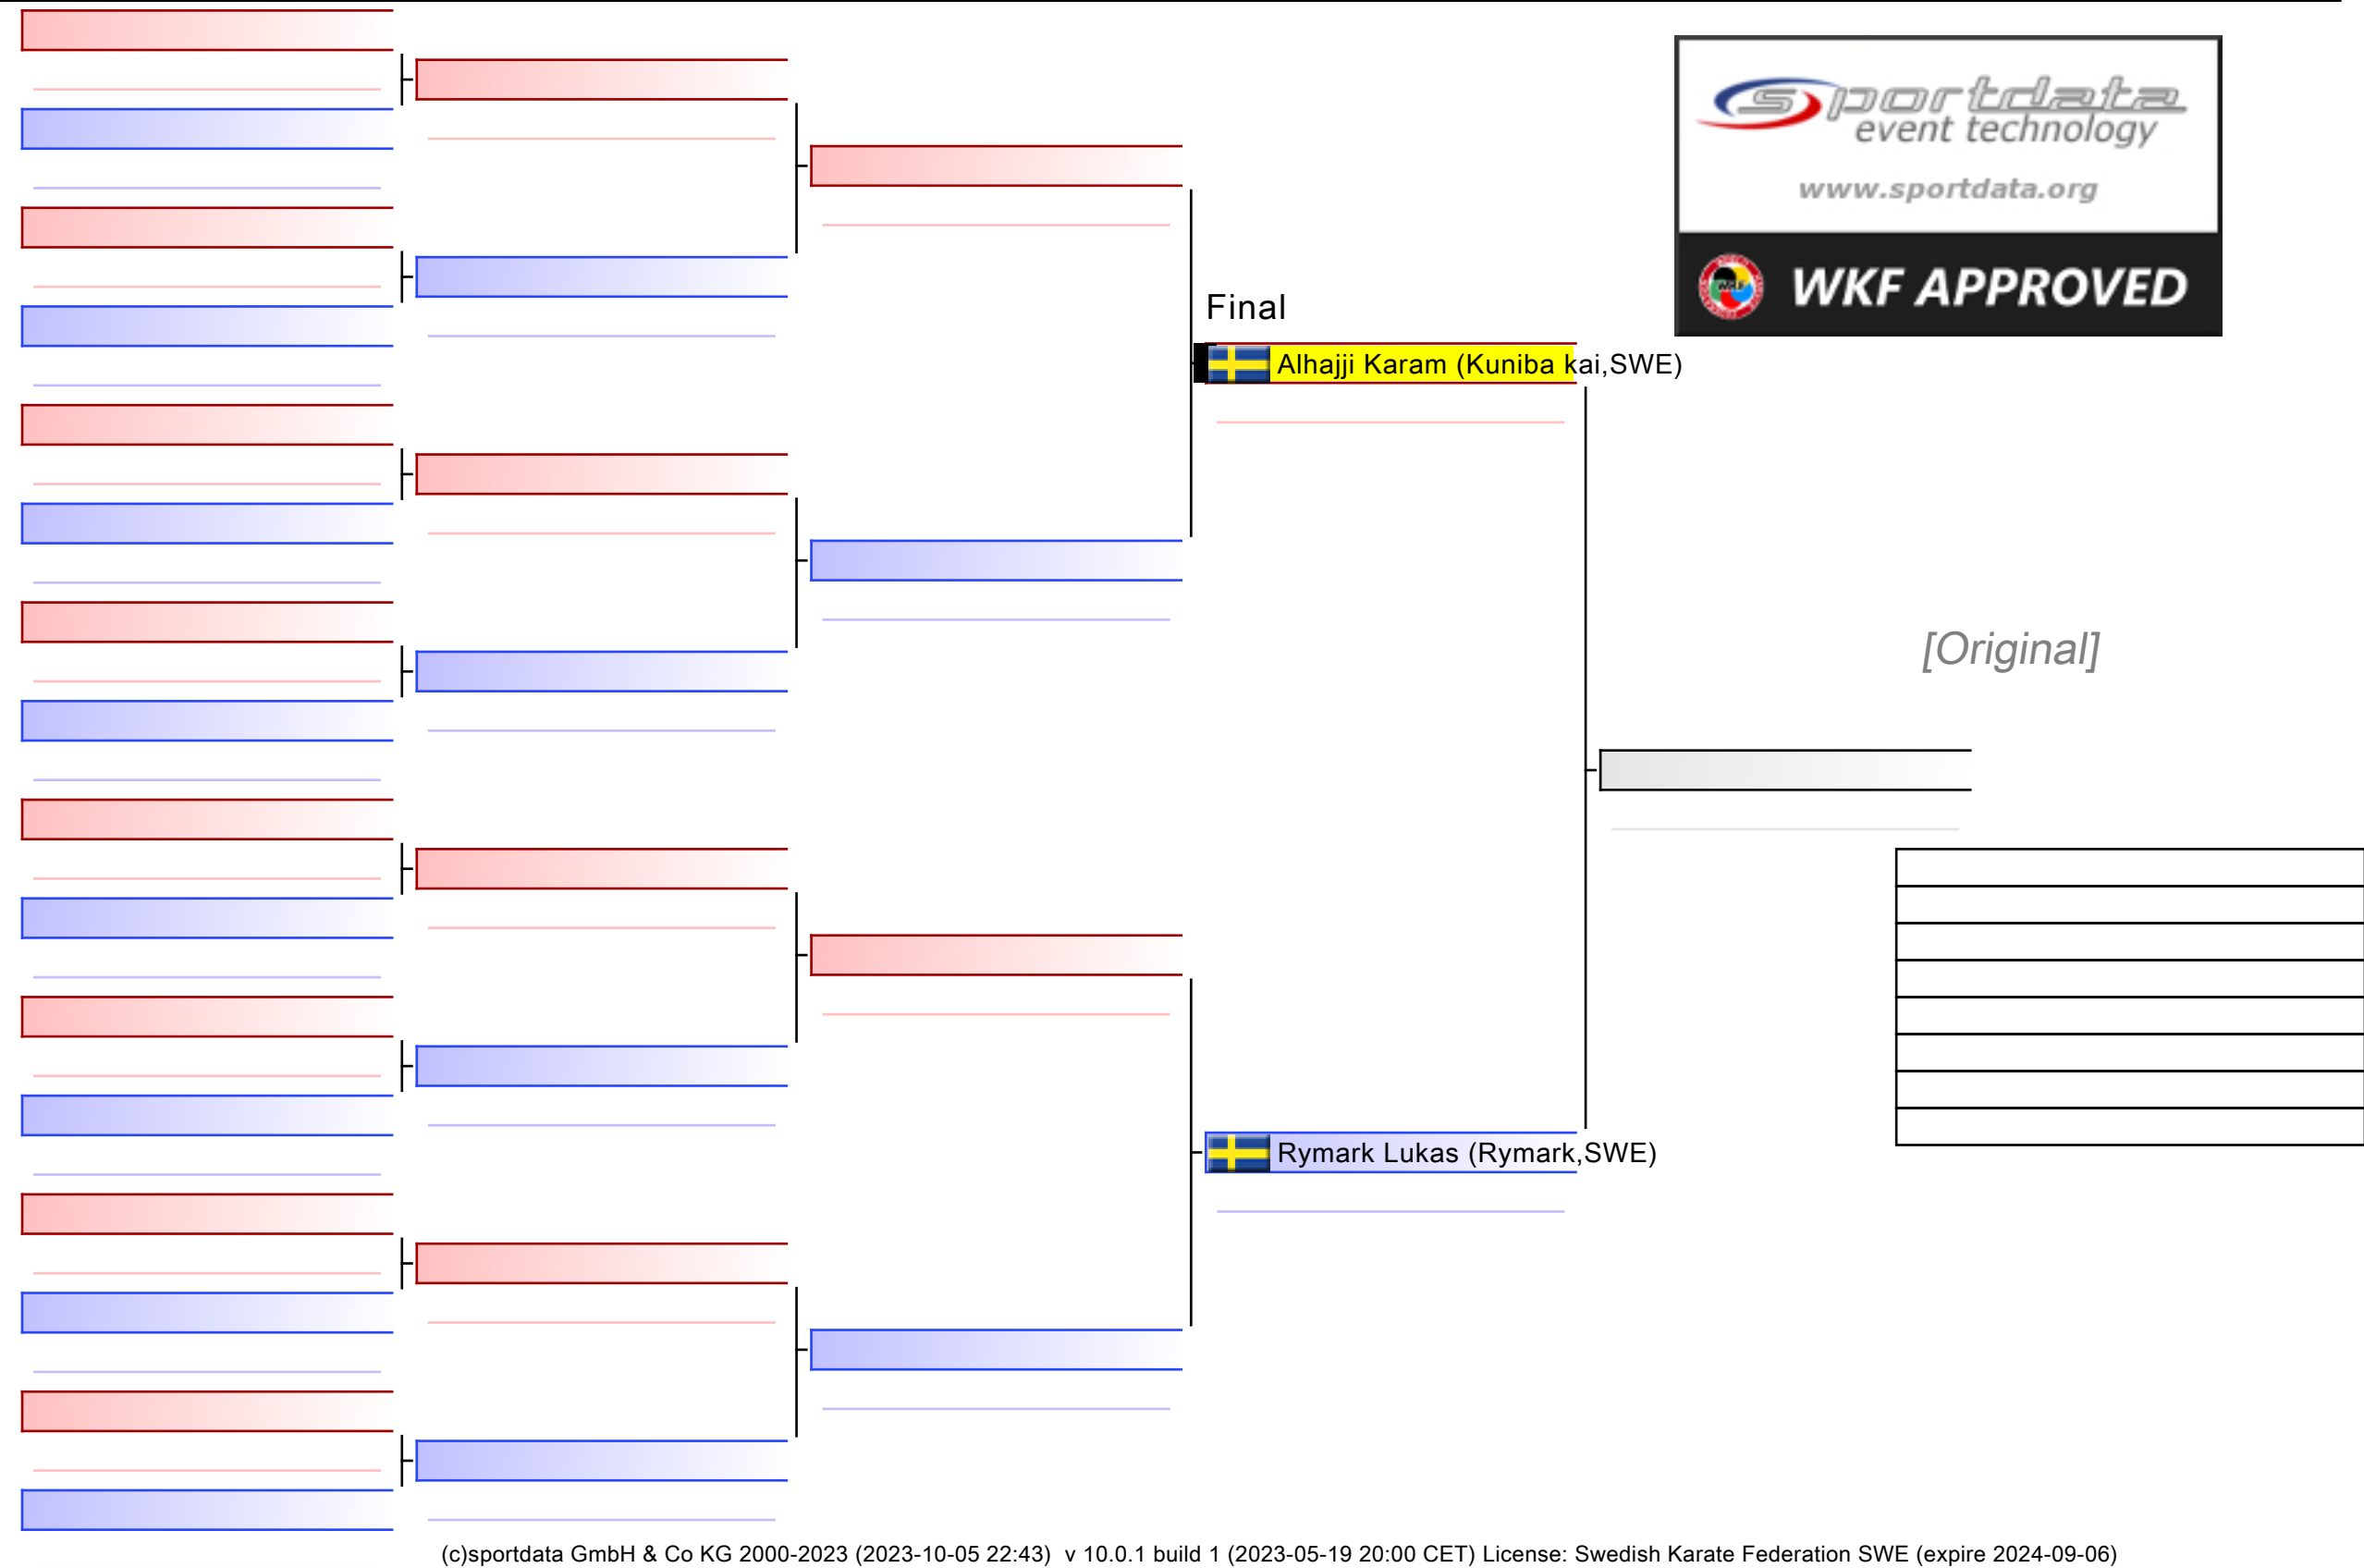 sportdata
event technology
www.sportdata.org
WKF
WKF APPROVED
Final
Alhajji Karam (Kuniba kai,SWE)
[Original]
Rymark Lukas (Rymark,SWE)
(c)sportdata GmbH & Co KG 2000-2023 (2023-10-05 22:43) v 10.0.1 build 1 (2023-05-19 20:00 CET) License: Swedish Karate Federation SWE (expire 2024-09-06)